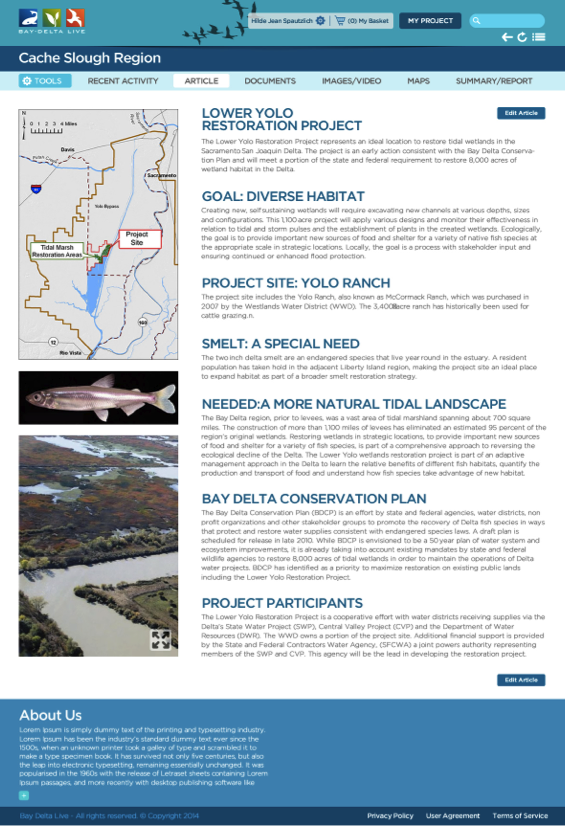 BAY-DELTA LIVE
Hilde Jean Spautzlich
(0) My Basket
MY PROJECT
Cache Slough Region
TOOLS
RECENT ACTIVITY
ARTICLE
DOCUMENTS
IMAGES/VIDEO
MAPS
SUMMARY/REPORT
N
0 1 2 3 4 Miles
Davis
Sacramento
Yolo Bypass
Project
Site
Tidal Marsh
Restoration Areas
160
12
Rio Vista
LOWER YOLO
RESTORATION PROJECT
Edit Article
The Lower Yolo Restoration Project represents an ideal location to restore tidal wetlands in the
Sacramento San Joaquin Delta. The project is an early action consistent with the Bay Delta Conserva-
tion Plan and will meet a portion of the state and federal requirement to restore 8,000 acres of
wetland habitat in the Delta.
GOAL: DIVERSE HABITAT
Creating new, self sustaining wetlands will require excavating new channels at various depths, sizes
and configurations. This 1,100 acre project will apply various designs and monitor their effectiveness in
relation to tidal and storm pulses and the establishment of plants in the created wetlands. Ecologically,
the goal is to provide important new sources of food and shelter for a variety of native fish species at
the appropriate scale in strategic locations. Locally, the goal is a process with stakeholder input and
ensuring continued or enhanced flood protection.
PROJECT SITE: YOLO RANCH
The project site includes the Yolo Ranch, also known as McCormack Ranch, which was purchased in
2007 by the Westlands Water District (WWD). The 3,400 acre ranch has historically been used for
cattle grazing.n.
SMELT: A SPECIAL NEED
The two inch delta smelt are an endangered species that live year round in the estuary. A resident
population has taken hold in the adjacent Liberty Island region, making the project site an ideal place
to expand habitat as part of a broader smelt restoration strategy.
NEEDED:A MORE NATURAL TIDAL LANDSCAPE
The Bay Delta region, prior to levees, was a vast area of tidal marshland spanning about 700 square
miles. The construction of more than 1,100 miles of levees has eliminated an estimated 95 percent of the
region's original wetlands. Restoring wetlands in strategic locations, to provide important new sources
of food and shelter for a variety of fish species, is part of a comprehensive approach to reversing the
ecological decline of the Delta. The Lower Yolo wetlands restoration project is part of an adaptive
management approach in the Delta to learn the relative benefits of different fish habitats, quantify the
production and transport of food and understand how fish species take advantage of new habitat.
BAY DELTA CONSERVATION PLAN
The Bay Delta Conservation Plan (BDCP) is an effort by state and federal agencies, water districts, non
profit organizations and other stakeholder groups to promote the recovery of Delta fish species in ways
that protect and restore water supplies consistent with endangered species laws. A draft plan is
scheduled for release in late 2010. While BDCP is envisioned to be a 50 year plan of water system and
ecosystem improvements, it is already taking into account existing mandates by state and federal
wildlife agencies to restore 8,000 acres of tidal wetlands in order to maintain the operations of Delta
water projects. BDCP has identified as a priority to maximize restoration on existing public lands
including the Lower Yolo Restoration Project.
PROJECT PARTICIPANTS
The Lower Yolo Restoration Project is a cooperative effort with water districts receiving supplies via the
Delta's State Water Project (SWP), Central Valley Project (CVP) and the Department of Water
Resources (DWR). The WWD owns a portion of the project site. Additional financial support is provided
by the State and Federal Contractors Water Agency, (SFCWA) a joint powers authority representing
members of the SWP and CVP. This agency will be the lead in developing the restoration project.
Edit Article
About Us
Lorem Ipsum is simply dummy text of the printing and typesetting industry.
Lorem Ipsum has been the industry's standard dummy text ever since the
1500s, when an unknown printer took a galley of type and scrambled it to
make a type specimen book. It has survived not only five centuries, but also
the leap into electronic typesetting, remaining essentially unchanged. It was
popularised in the 1960s with the release of Letraset sheets containing Lorem
Ipsum passages, and more recently with desktop publishing software like
Bay Delta Live - All rights reserved. © Copyright 2014
Privacy Policy
User Agreement
Terms of Service